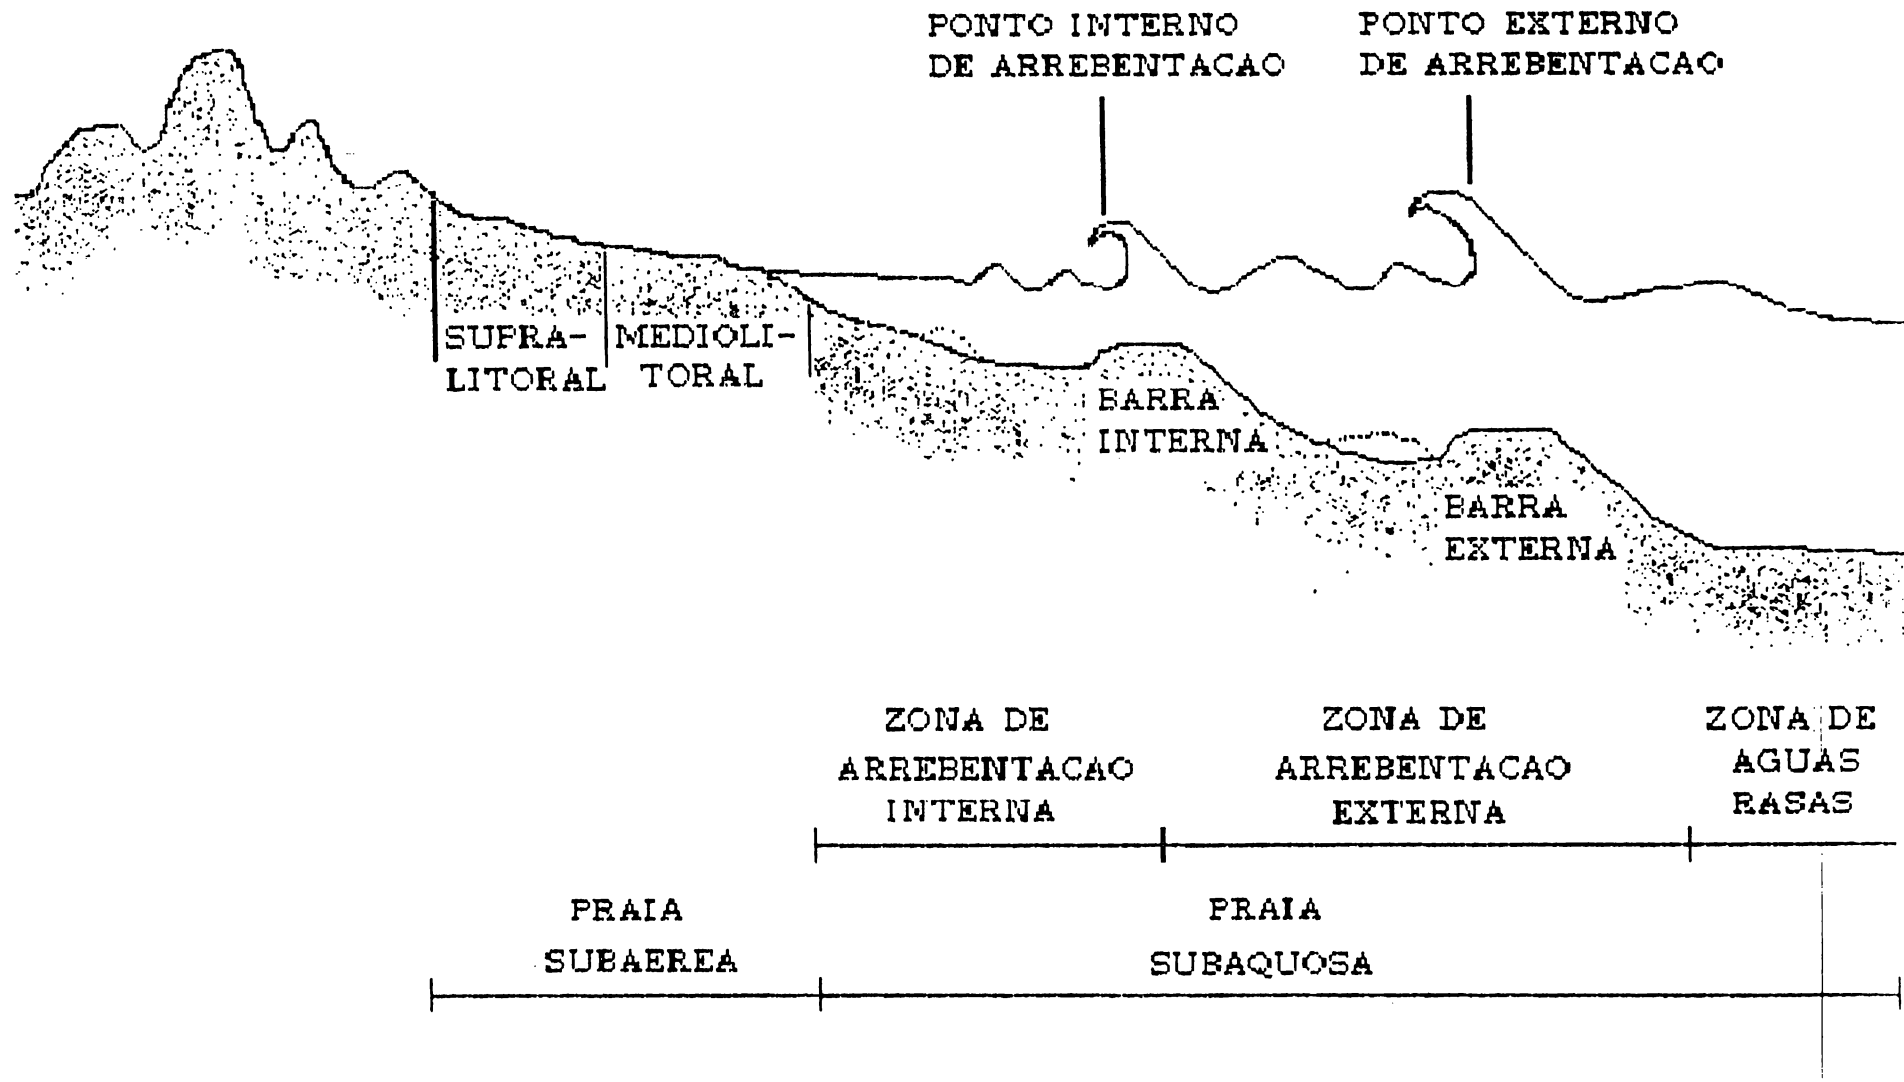 PONTO INTERNO
DE ARREBENTACAO
PONTO EXTERNO
DE ARREBENTACAO
SUPRA-
LITORAL
MEDIOLI-
TORAL
BARRA
INTERNA
BARRA
EXTERNA
ZONA DE
ARREBENTACAO
INTERNA
ZONA DE
ARREBENTACAO
EXTERNA
ZONA DE
AGUAS
RASAS
PRAIA
SUBAEREA
PRAIA
SUBAQUOSA